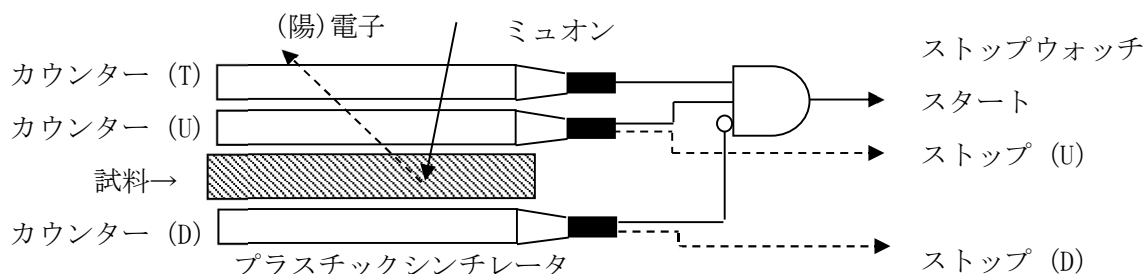 (陽)電子
ミュオン
ストップウォッチ
カウンター (T)
スタート
カウンター (U)
ストップ (U)
試料→
カウンター (D)
ストップ (D)
プラスチックシンチレータ